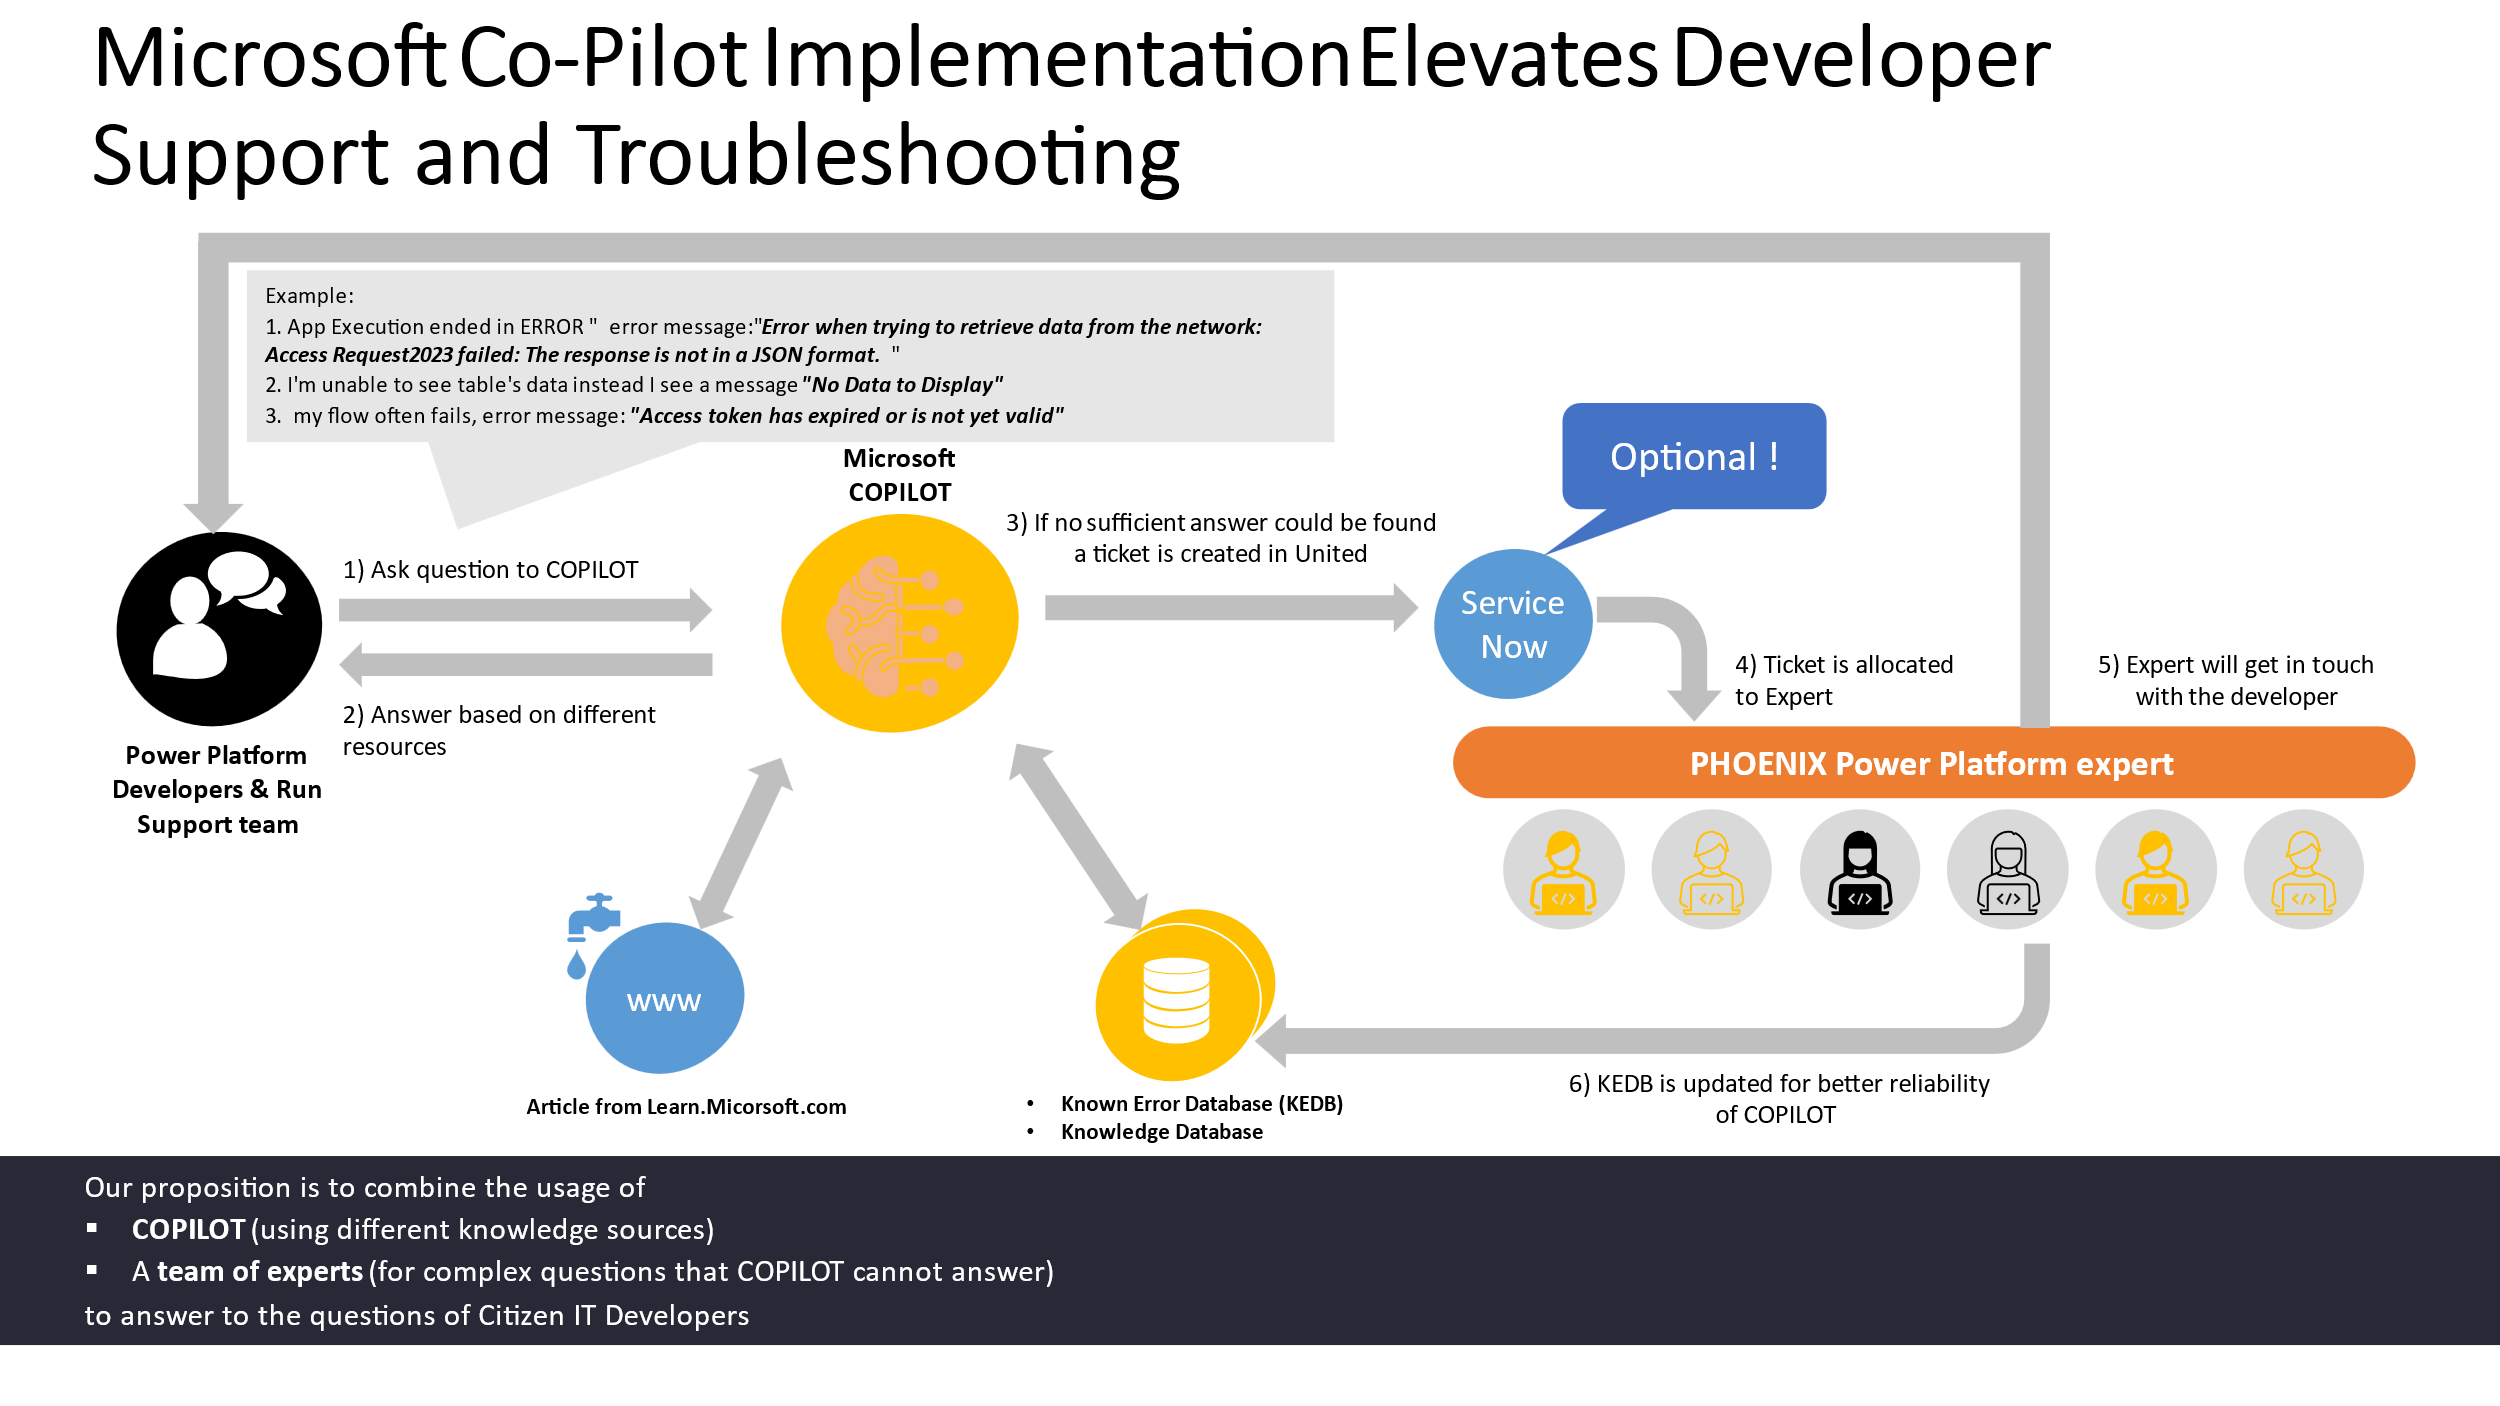 Microsoft Co-Pilot Implementation Elevates Developer
Support and Troubleshooting
Example:
1. App Execution ended in ERROR " error message:"Error when trying to retrieve data from the network:
Access Request2023 failed: The response is not in a JSON format. "
2. I'm unable to see table's data instead I see a message "No Data to Display"
3. my flow often fails, error message: "Access token has expired or is not yet valid"
Microsoft
COPILOT
Optional !
3) If no sufficient answer could be found
a ticket is created in United
1) Ask question to COPILOT
Service
Now
2) Answer based on different
resources
4) Ticket is allocated
to Expert
5) Expert will get in touch
with the developer
Power Platform
Developers & Run
Support team
PHOENIX Power Platform expert
www
Article from Learn.Micorsoft.com
• Known Error Database (KEDB)
• Knowledge Database
6) KEDB is updated for better reliability
of COPILOT
Our proposition is to combine the usage of
▪ COPILOT (using different knowledge sources)
▪ A team of experts (for complex questions that COPILOT cannot answer)
to answer to the questions of Citizen IT Developers